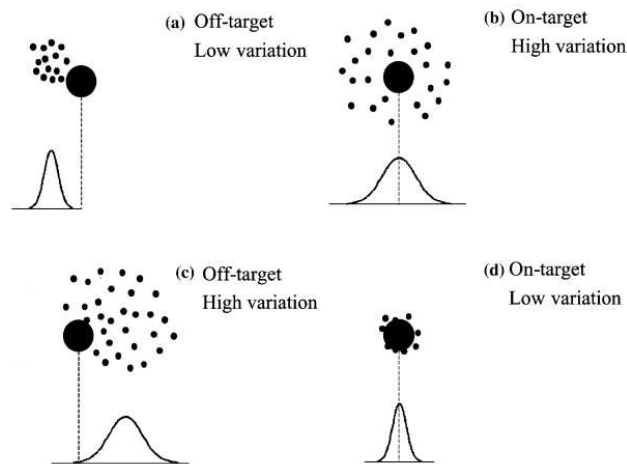 (a) Off-target
Low variation
(b) On-target
High variation
(c) Off-target
High variation
(d) On-target
Low variation